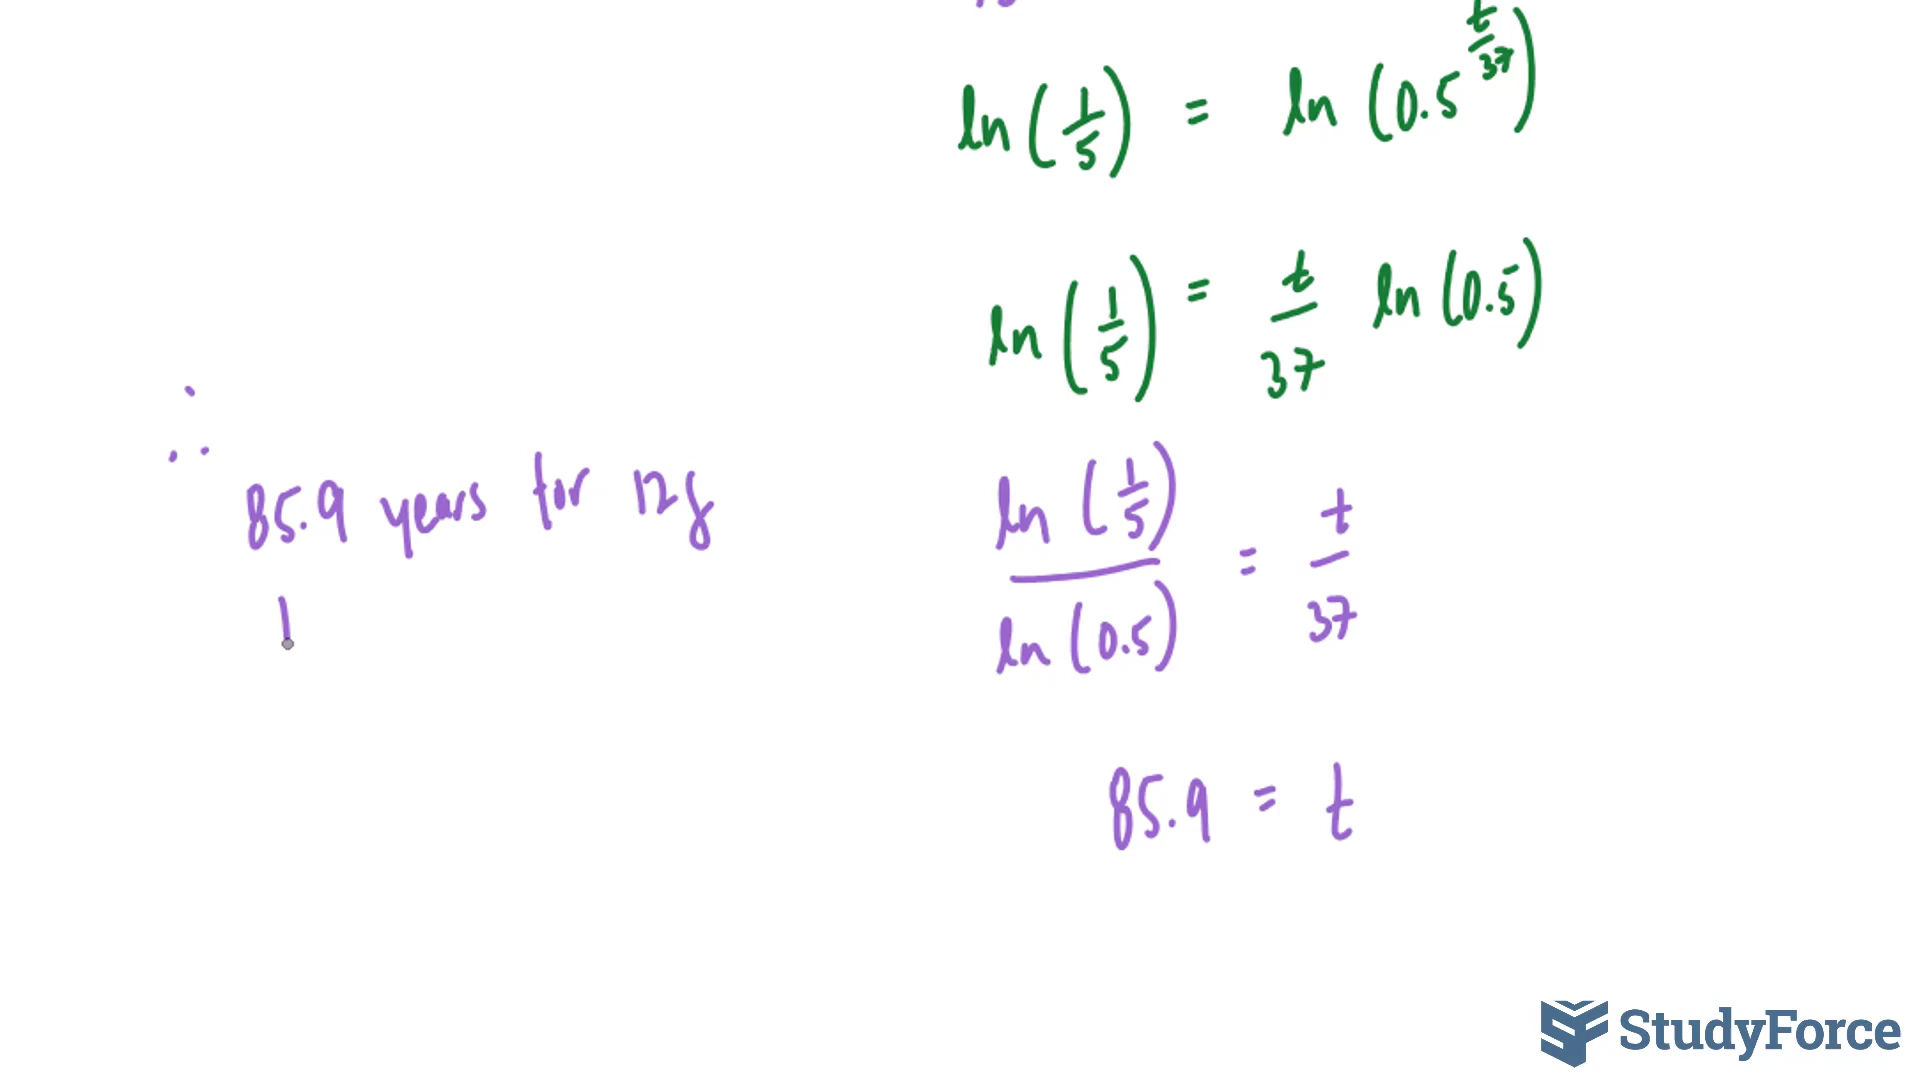 ln(1/5) = ln(0.5^(t/37))
ln(1/5) = t/37 ln(0.5)
ln(1/5)/ln(0.5) = t/37
85.9 = t
∴ 85.9 years for 12g
StudyForce